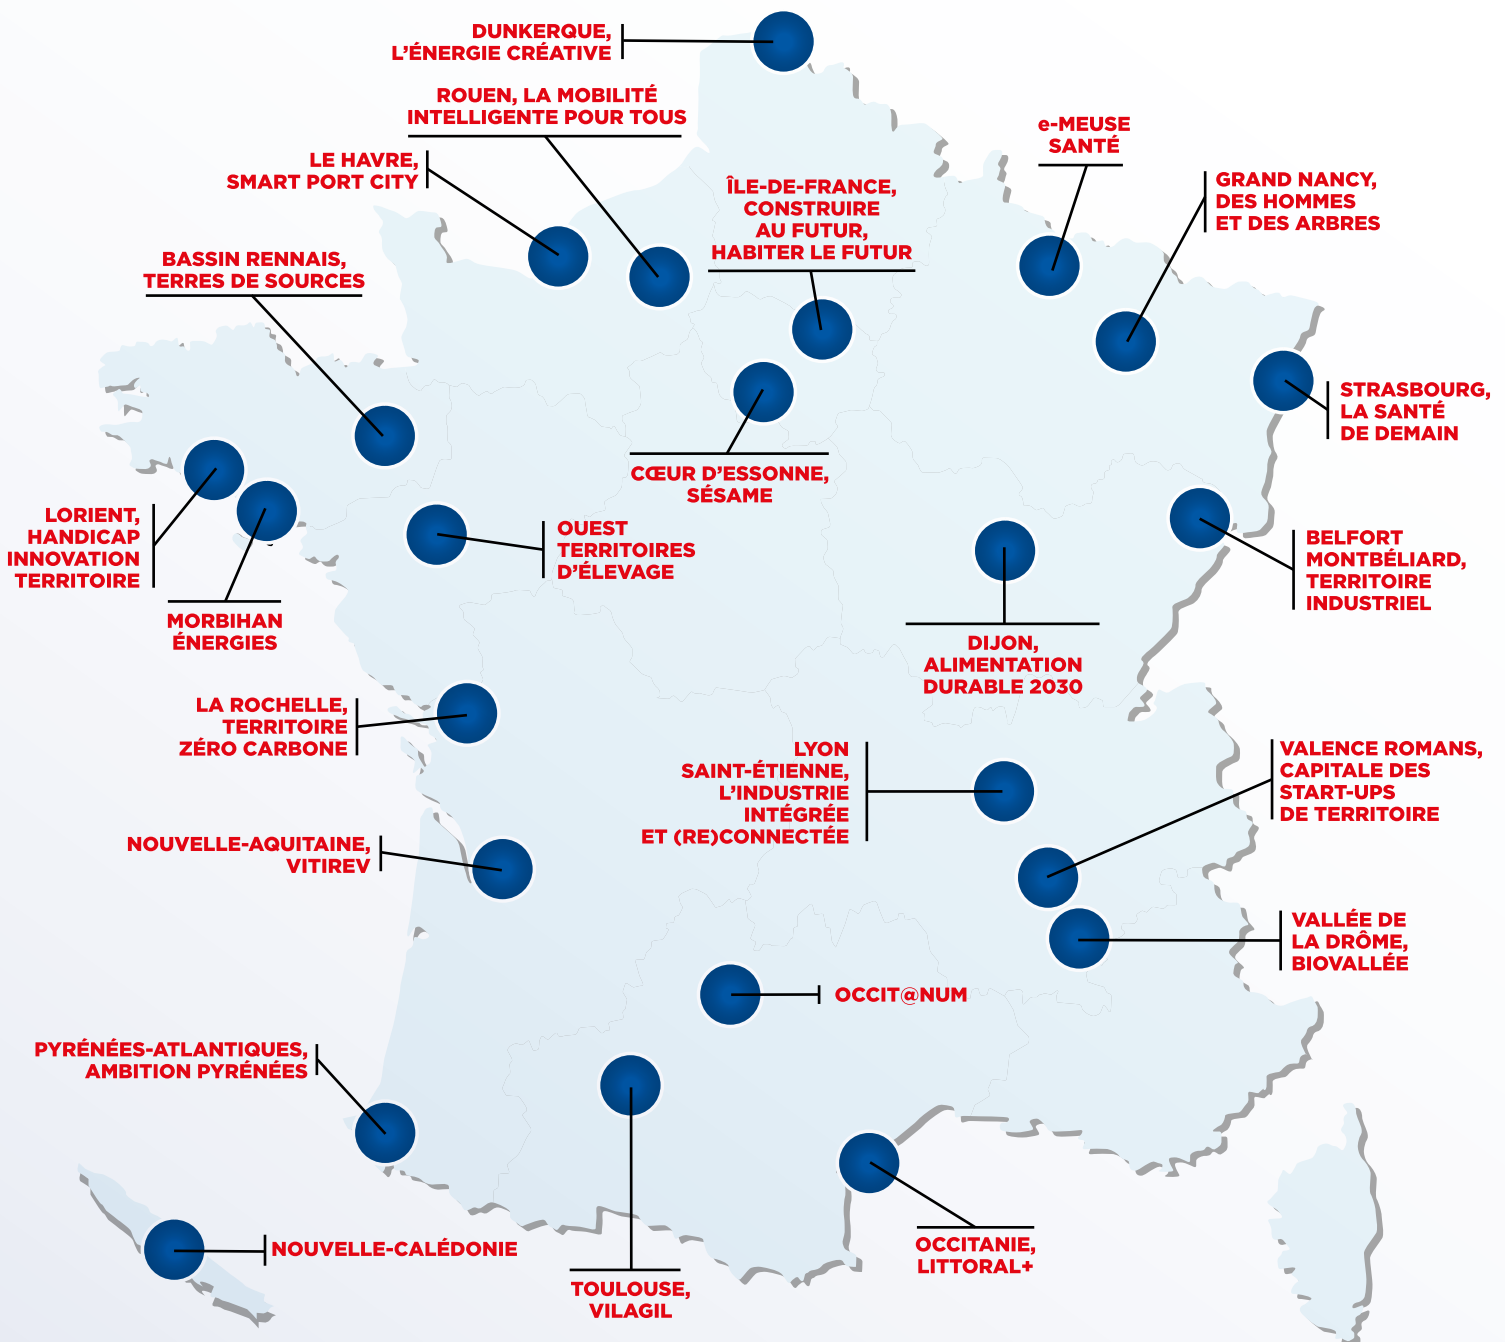 DUNKERQUE,
L'ÉNERGIE CRÉATIVE
ROUEN, LA MOBILITÉ
INTELLIGENTE POUR TOUS
LE HAVRE,
SMART PORT CITY
e-MEUSE
SANTÉ
GRAND NANCY,
DES HOMMES
ET DES ARBRES
ÎLE-DE-FRANCE,
CONSTRUIRE
AU FUTUR,
HABITER LE FUTUR
BASSIN RENNAIS,
TERRES DE SOURCES
STRASBOURG,
LA SANTÉ
DE DEMAIN
CŒUR D'ESSONNE,
SÉSAME
LORIENT,
HANDICAP
INNOVATION
TERRITOIRE
OUEST
TERRITOIRES
D'ÉLEVAGE
BELFORT
MONTBÉLIARD,
TERRITOIRE
INDUSTRIEL
MORBIHAN
ÉNERGIES
DIJON,
ALIMENTATION
DURABLE 2030
LA ROCHELLE,
TERRITOIRE
ZÉRO CARBONE
LYON
SAINT-ÉTIENNE,
L'INDUSTRIE
INTÉGRÉE
ET (RE)CONNECTÉE
VALENCE ROMANS,
CAPITALE DES
START-UPS
DE TERRITOIRE
NOUVELLE-AQUITAINE,
VITIREV
VALLÉE DE
LA DRÔME,
BIOVALLÉE
OCCIT@NUM
PYRÉNÉES-ATLANTIQUES,
AMBITION PYRÉNÉES
NOUVELLE-CALÉDONIE
OCCITANIE,
LITTORAL+
TOULOUSE,
VILAGIL